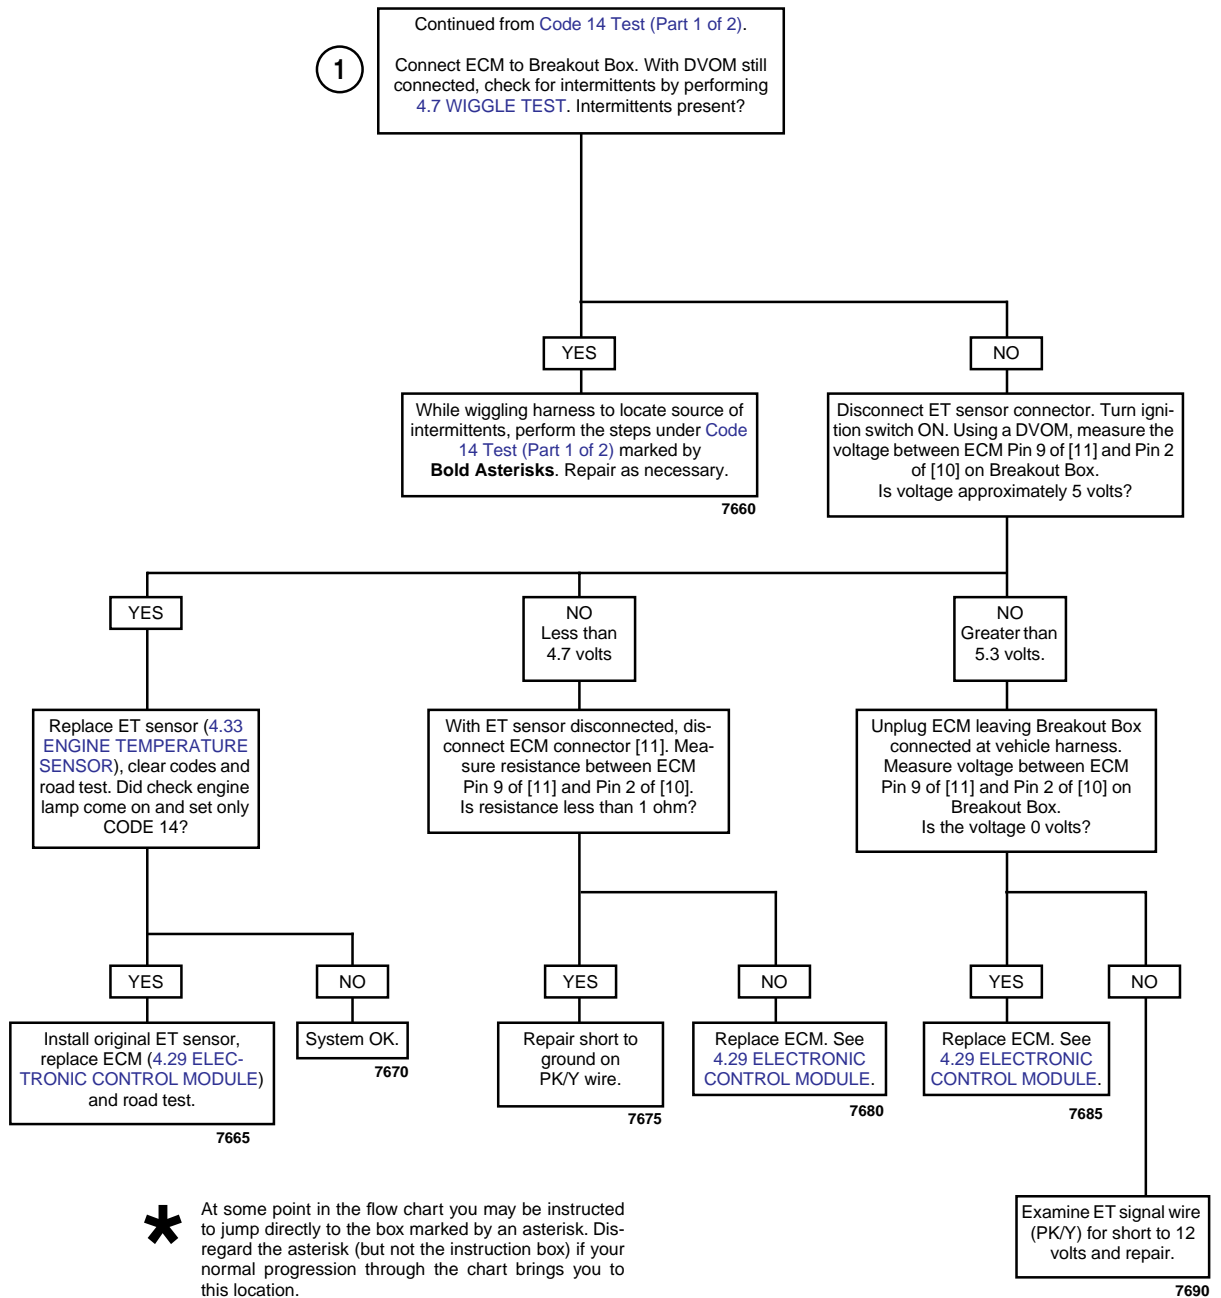 Continued from Code 14 Test (Part 1 of 2).
1
Connect ECM to Breakout Box. With DVOM still
connected, check for intermittents by performing
4.7 WIGGLE TEST. Intermittents present?
YES
NO
While wiggling harness to locate source of
intermittents, perform the steps under Code
14 Test (Part 1 of 2) marked by
Bold Asterisks. Repair as necessary.
7660
Disconnect ET sensor connector. Turn igni-
tion switch ON. Using a DVOM, measure the
voltage between ECM Pin 9 of [11] and Pin 2
of [10] on Breakout Box.
Is voltage approximately 5 volts?
YES
NO
Less than
4.7 volts
NO
Greater than
5.3 volts.
Replace ET sensor (4.33
ENGINE TEMPERATURE
SENSOR), clear codes and
road test. Did check engine
lamp come on and set only
CODE 14?
With ET sensor disconnected, dis-
connect ECM connector [11]. Mea-
sure resistance between ECM
Pin 9 of [11] and Pin 2 of [10].
Is resistance less than 1 ohm?
Unplug ECM leaving Breakout Box
connected at vehicle harness.
Measure voltage between ECM
Pin 9 of [11] and Pin 2 of [10] on
Breakout Box.
Is the voltage 0 volts?
YES
NO
YES
NO
YES
NO
Install original ET sensor,
replace ECM (4.29 ELEC-
TRONIC CONTROL MODULE)
and road test.
7665
System OK.
7670
Repair short to
ground on
PK/Y wire.
7675
Replace ECM. See
4.29 ELECTRONIC
CONTROL MODULE.
7680
Replace ECM. See
4.29 ELECTRONIC
CONTROL MODULE.
7685
Examine ET signal wire
(PK/Y) for short to 12
volts and repair.
7690
* At some point in the flow chart you may be instructed
to jump directly to the box marked by an asterisk. Dis-
regard the asterisk (but not the instruction box) if your
normal progression through the chart brings you to
this location.